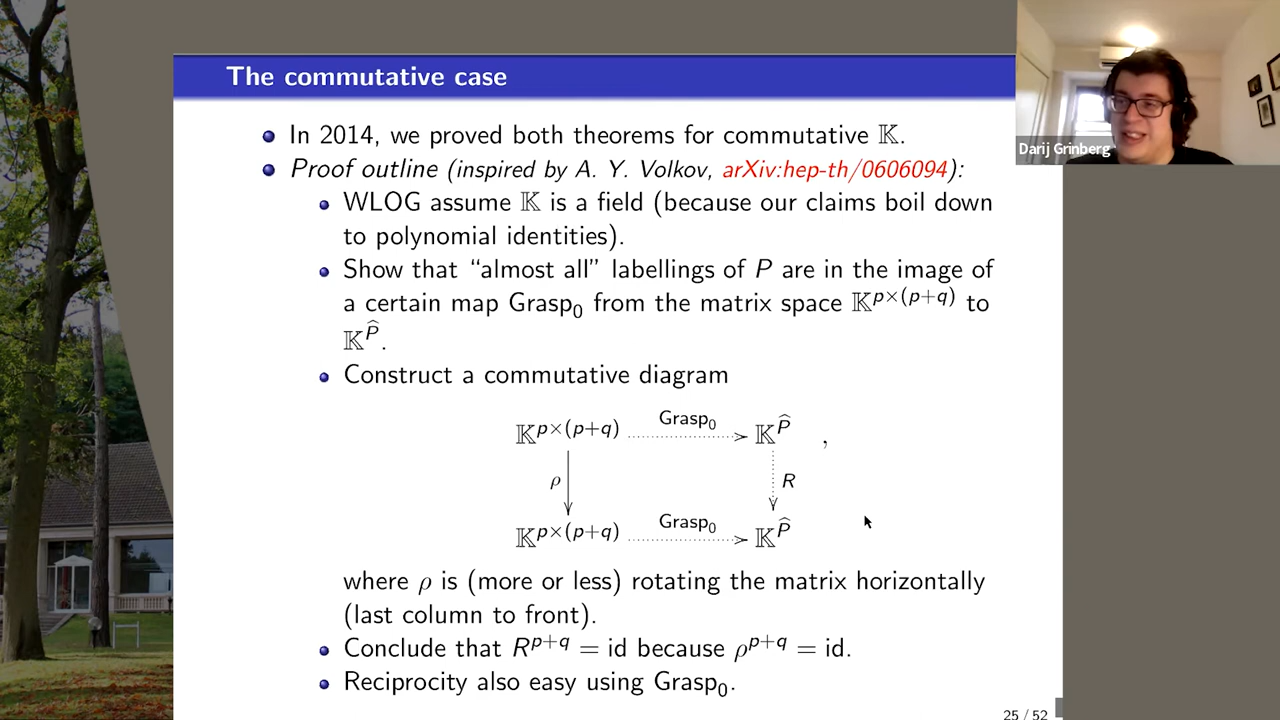 The commutative case
Darij Grinberg
In 2014, we proved both theorems for commutative 𝕂.
Proof outline (inspired by A. Y. Volkov, arXiv:hep-th/0606094):
WLOG assume 𝕂 is a field (because our claims boil down
to polynomial identities).
Show that “almost all” labellings of P are in the image of
a certain map Grasp₀ from the matrix space 𝕂^{p×(p+q)} to
𝕂^{P̂}.
Construct a commutative diagram
𝕂^{p×(p+q)} Grasp₀ 𝕂^{P̂} ,
ρ R
𝕂^{p×(p+q)} Grasp₀ 𝕂^{P̂}
where ρ is (more or less) rotating the matrix horizontally
(last column to front).
Conclude that R^{p+q} = id because ρ^{p+q} = id.
Reciprocity also easy using Grasp₀.
25 / 52